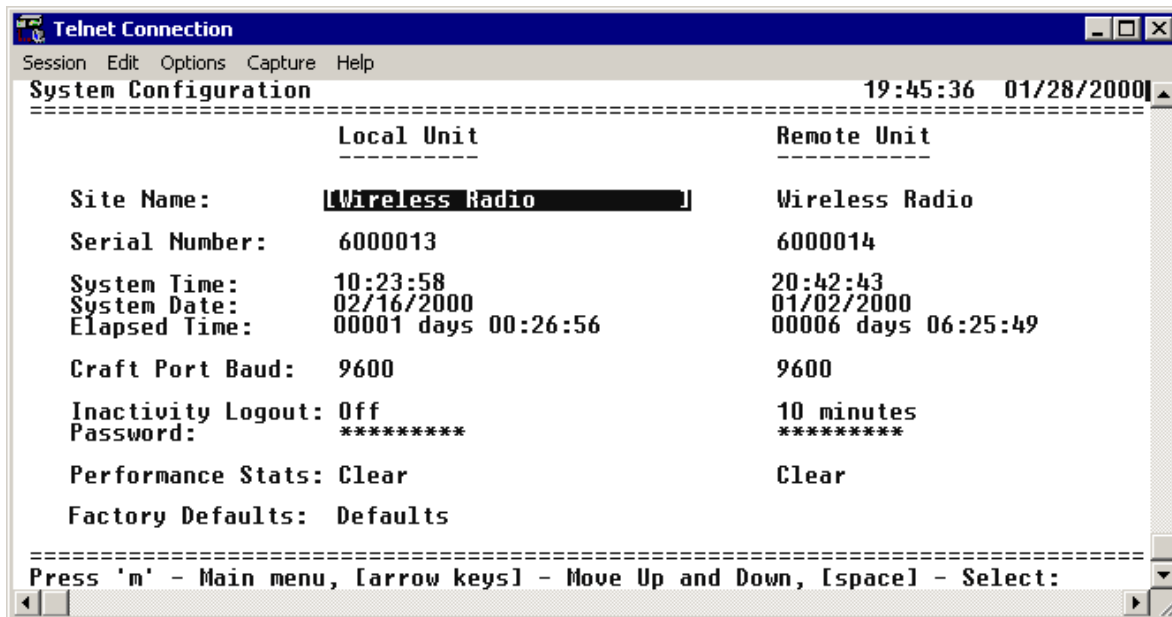 Telnet Connection
Session Edit Options Capture Help
System Configuration 19:45:36 01/28/2000
================================================================================
Local Unit Remote Unit
---------- -----------
Site Name: [Wireless Radio ] Wireless Radio
Serial Number: 6000013 6000014
System Time: 10:23:58 20:42:43
System Date: 02/16/2000 01/02/2000
Elapsed Time: 00001 days 00:26:56 00006 days 06:25:49
Craft Port Baud: 9600 9600
Inactivity Logout: Off 10 minutes
Password: ********* *********
Performance Stats: Clear Clear
Factory Defaults: Defaults
================================================================================
Press 'm' - Main menu, [arrow keys] - Move Up and Down, [space] - Select: